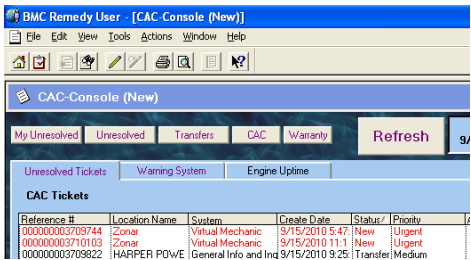 BMC Remedy User - [CAC-Console (New)]
File Edit View Tools Actions Window Help
CAC-Console (New)
My Unresolved Unresolved Transfers CAC Warranty Refresh 9/
Unresolved Tickets Warning System Engine Uptime
CAC Tickets
Reference # Location Name System Create Date Status/ Priority
000000003709744 Zonar Virtual Mechanic 9/15/2010 5:47: New Urgent
000000003710103 Zonar Virtual Mechanic 9/15/2010 11:1 New Urgent
000000003709822 HARPER POWE General Info and Inq 9/15/2010 9:25: Transfer Medium